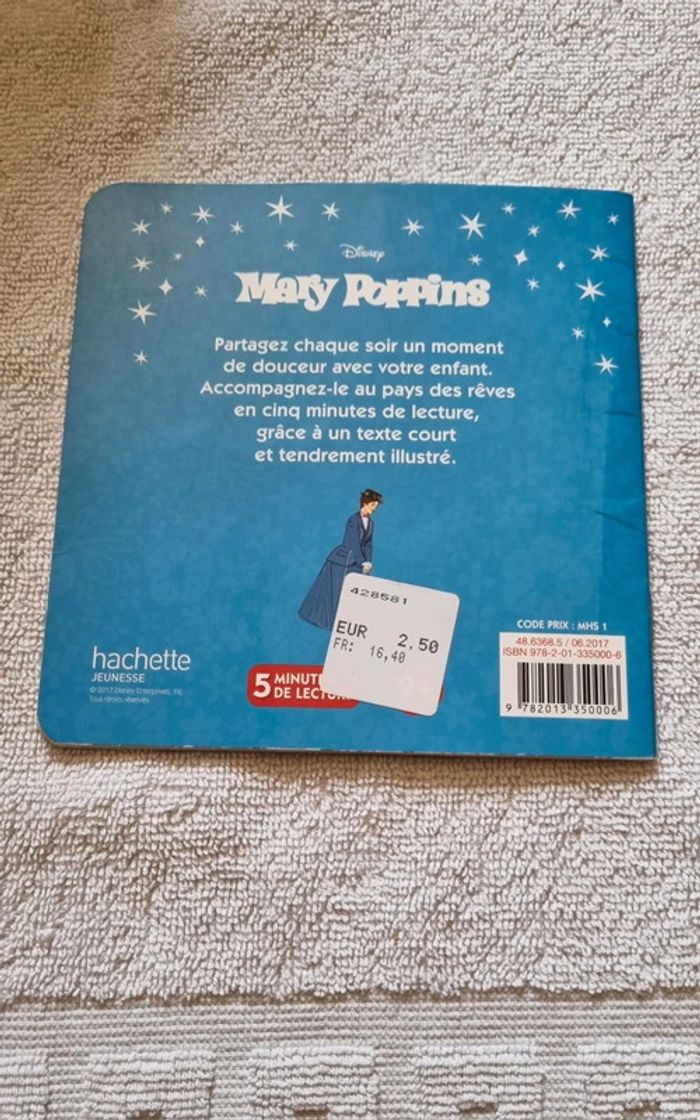 Disney
Mary Poppins
Partagez chaque soir un moment
de douceur avec votre enfant.
Accompagnez-le au pays des rêves
en cinq minutes de lecture,
grâce à un texte court
et tendrement illustré.
428581
EUR 2,50
FR: 16,40
5 MINUTE
DE LECTUR
hachette
JEUNESSE
© 2017 Disney Enterprises, Inc.
Tous droits réservés
CODE PRIX : MHS 1
48.6368.5 / 06.2017
ISBN 978-2-01-335000-6
9 782013 350006